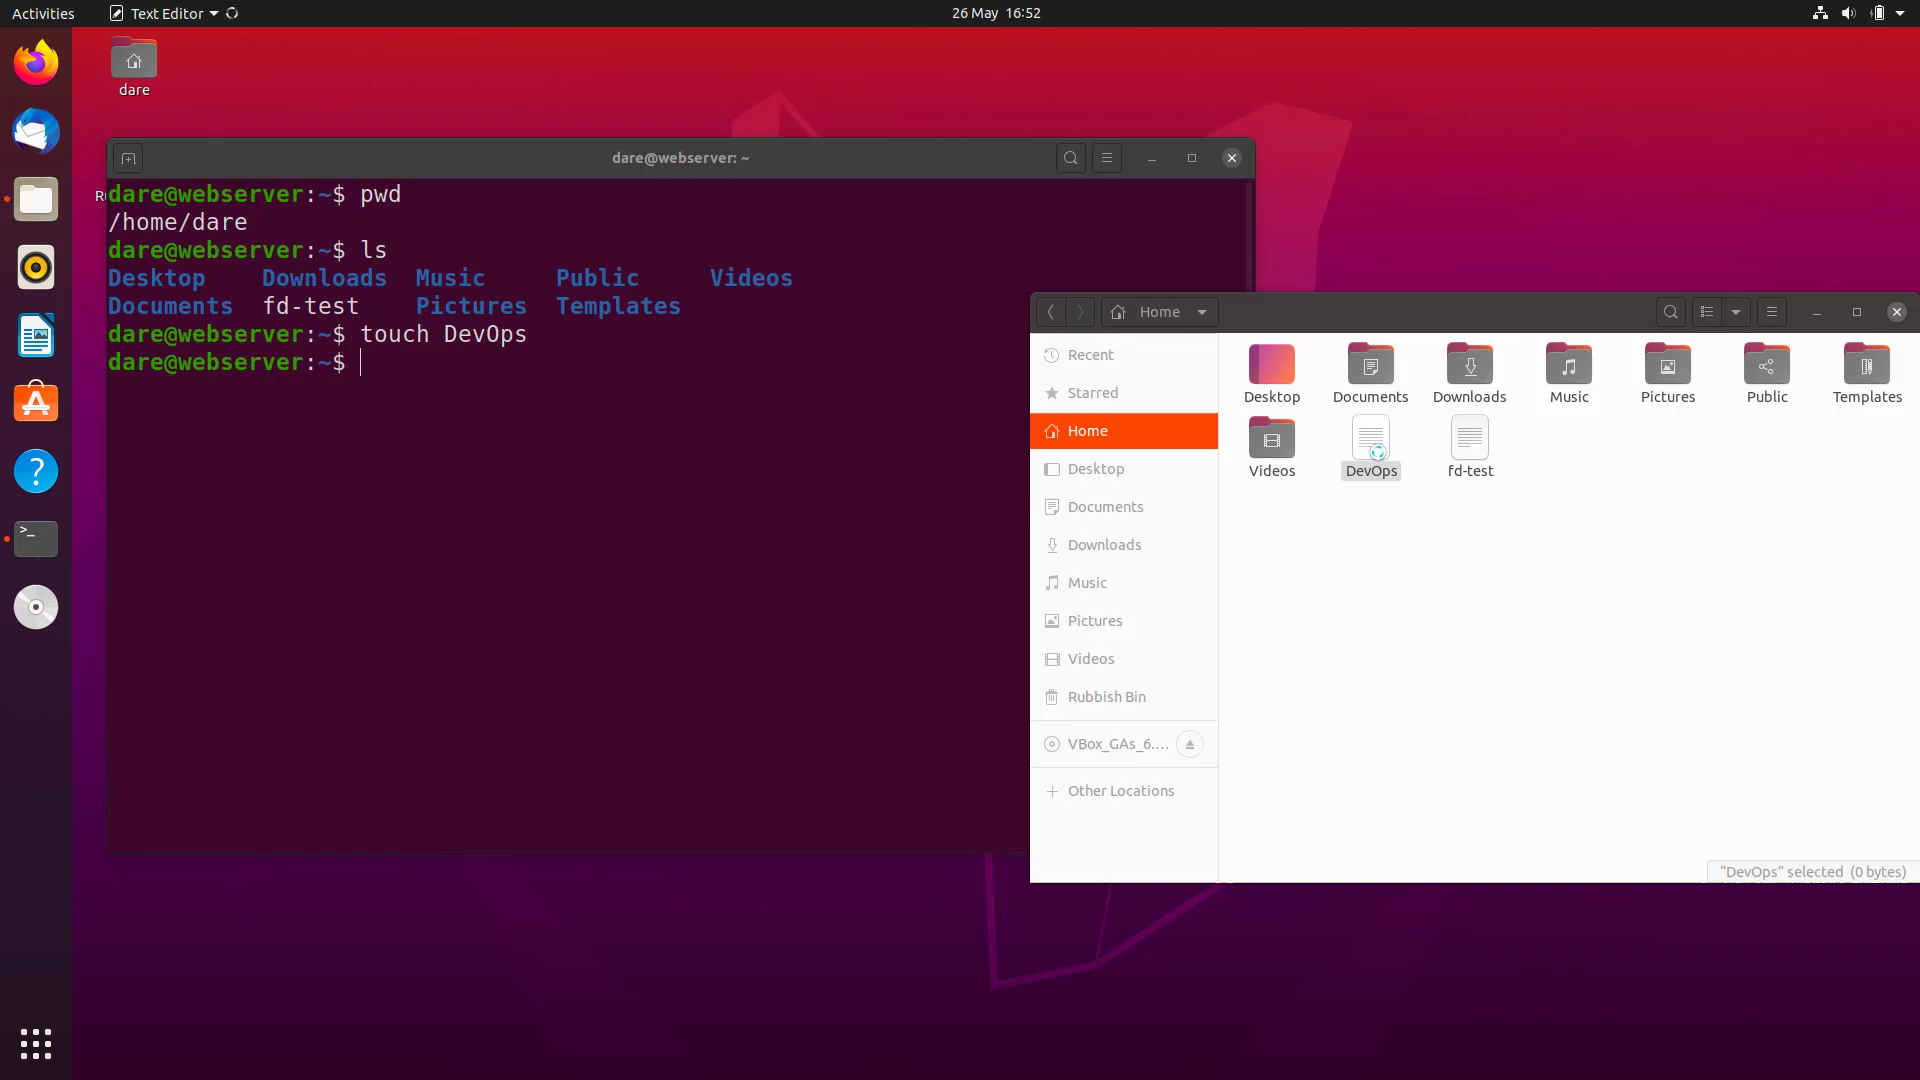 Activities
Text Editor
26 May 16:52
dare
dare@webserver: ~
dare@webserver:~$ pwd
/home/dare
dare@webserver:~$ ls
Desktop Downloads Music Public Videos
Documents fd-test Pictures Templates
dare@webserver:~$ touch DevOps
dare@webserver:~$
Home
Recent
Starred
Home
Desktop
Documents
Downloads
Music
Pictures
Videos
Rubbish Bin
VBox_GAs_6....
Other Locations
Desktop Documents Downloads Music Pictures Public Templates
Videos DevOps fd-test
“DevOps” selected (0 bytes)